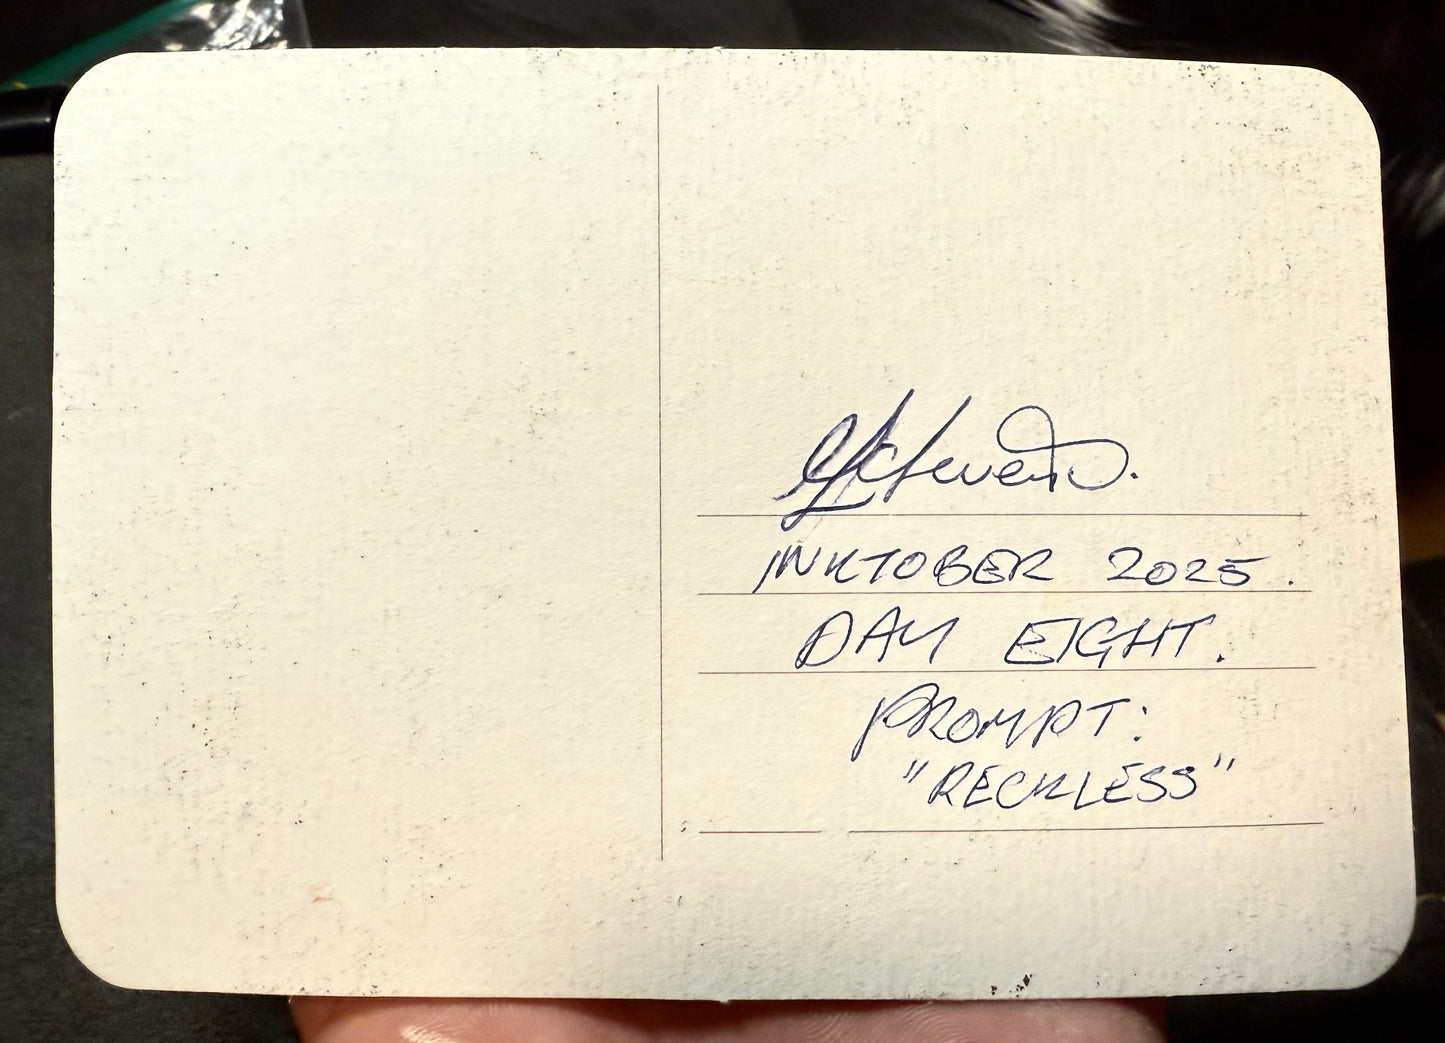 INKTOBER 2025.
DAY EIGHT.
PROMPT:
"RECKLESS"